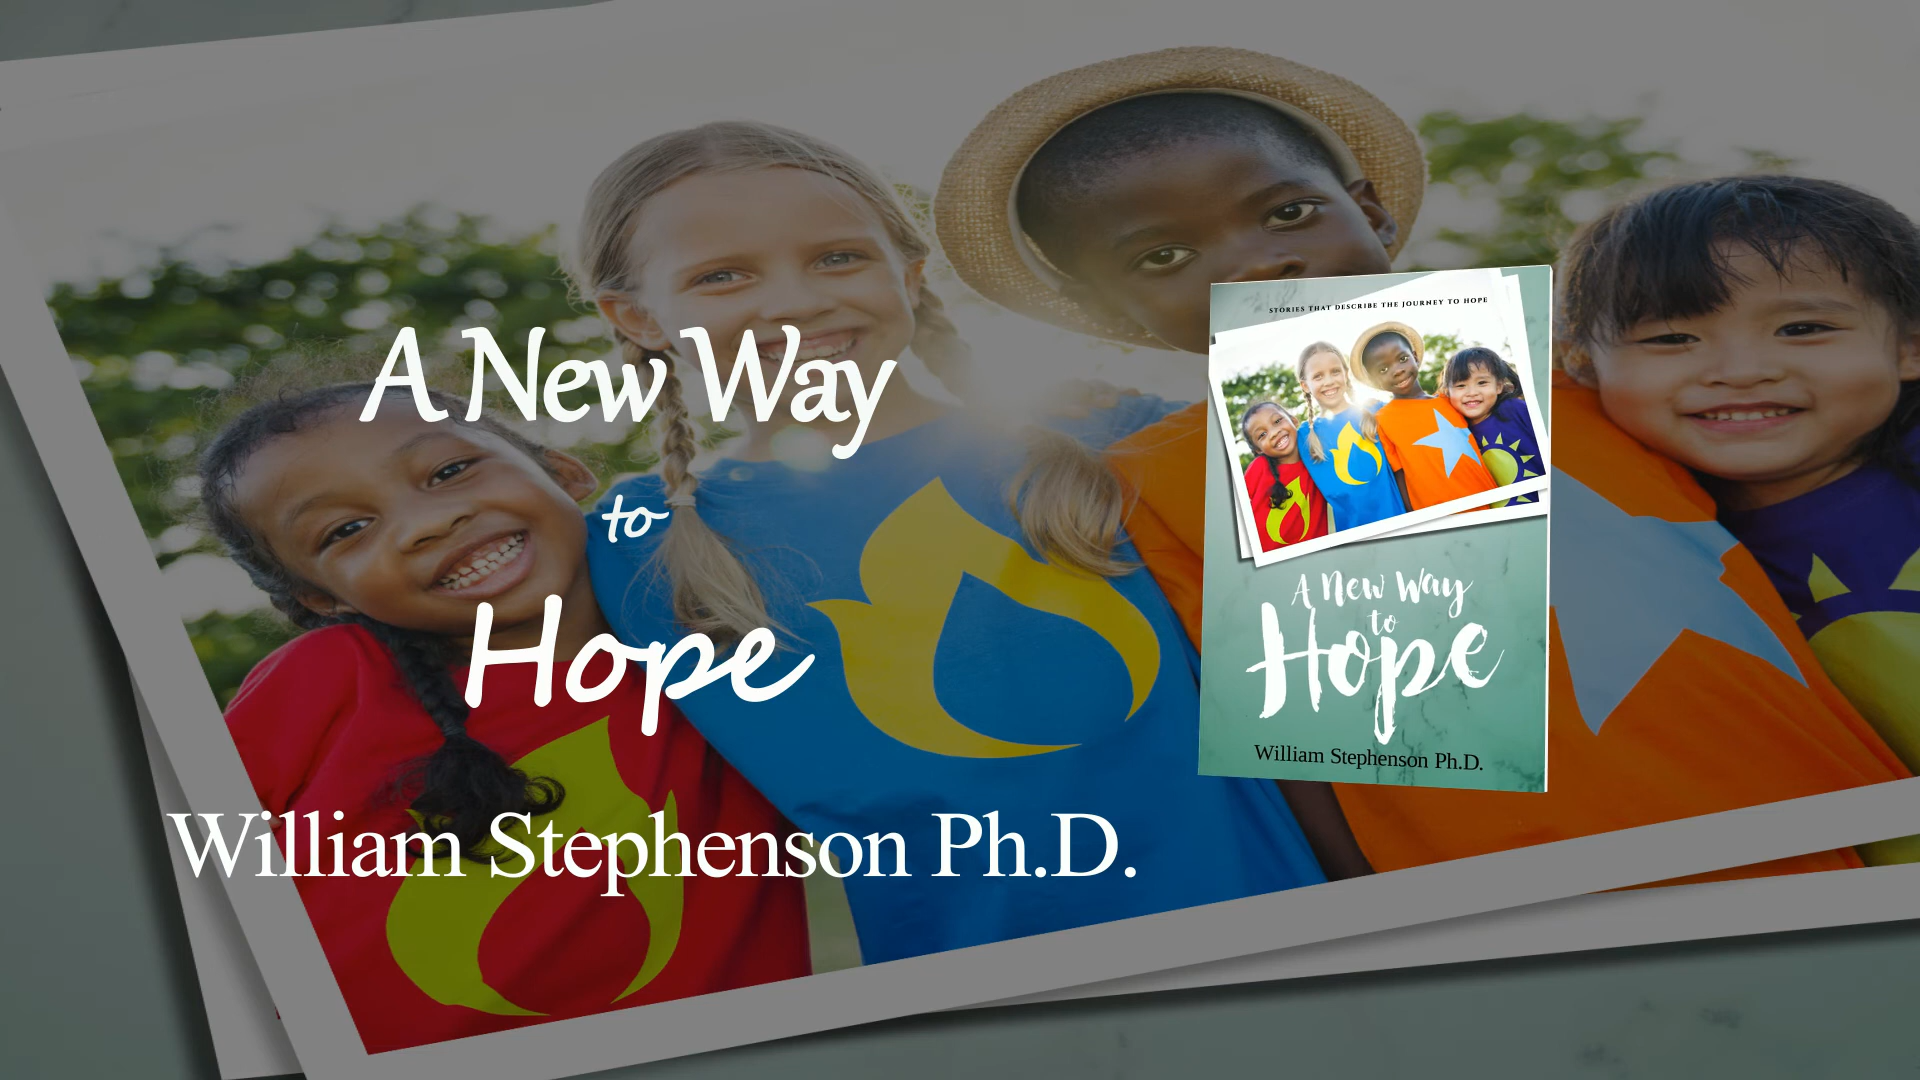 A New Way
to
Hope
William Stephenson Ph.D.
STORIES THAT DESCRIBE THE JOURNEY TO HOPE
A New Way
to
Hope
William Stephenson Ph.D.